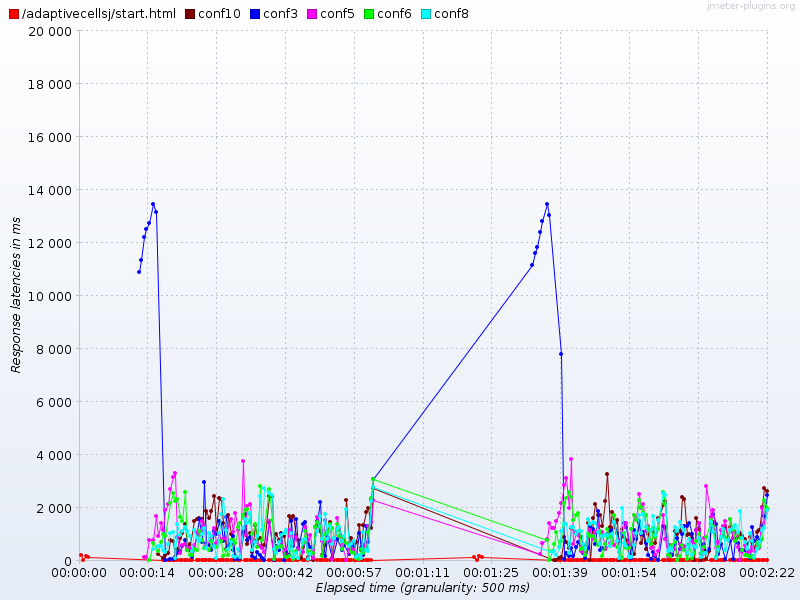 /adaptivecellsj/start.html conf10 conf3 conf5 conf6 conf8
jmeter-plugins.org
20 000
18 000
16 000
14 000
12 000
10 000
8 000
6 000
4 000
2 000
0
Response latencies in ms
00:00:00 00:00:14 00:00:28 00:00:42 00:00:57 00:01:11 00:01:25 00:01:39 00:01:54 00:02:08 00:02:22
Elapsed time (granularity: 500 ms)